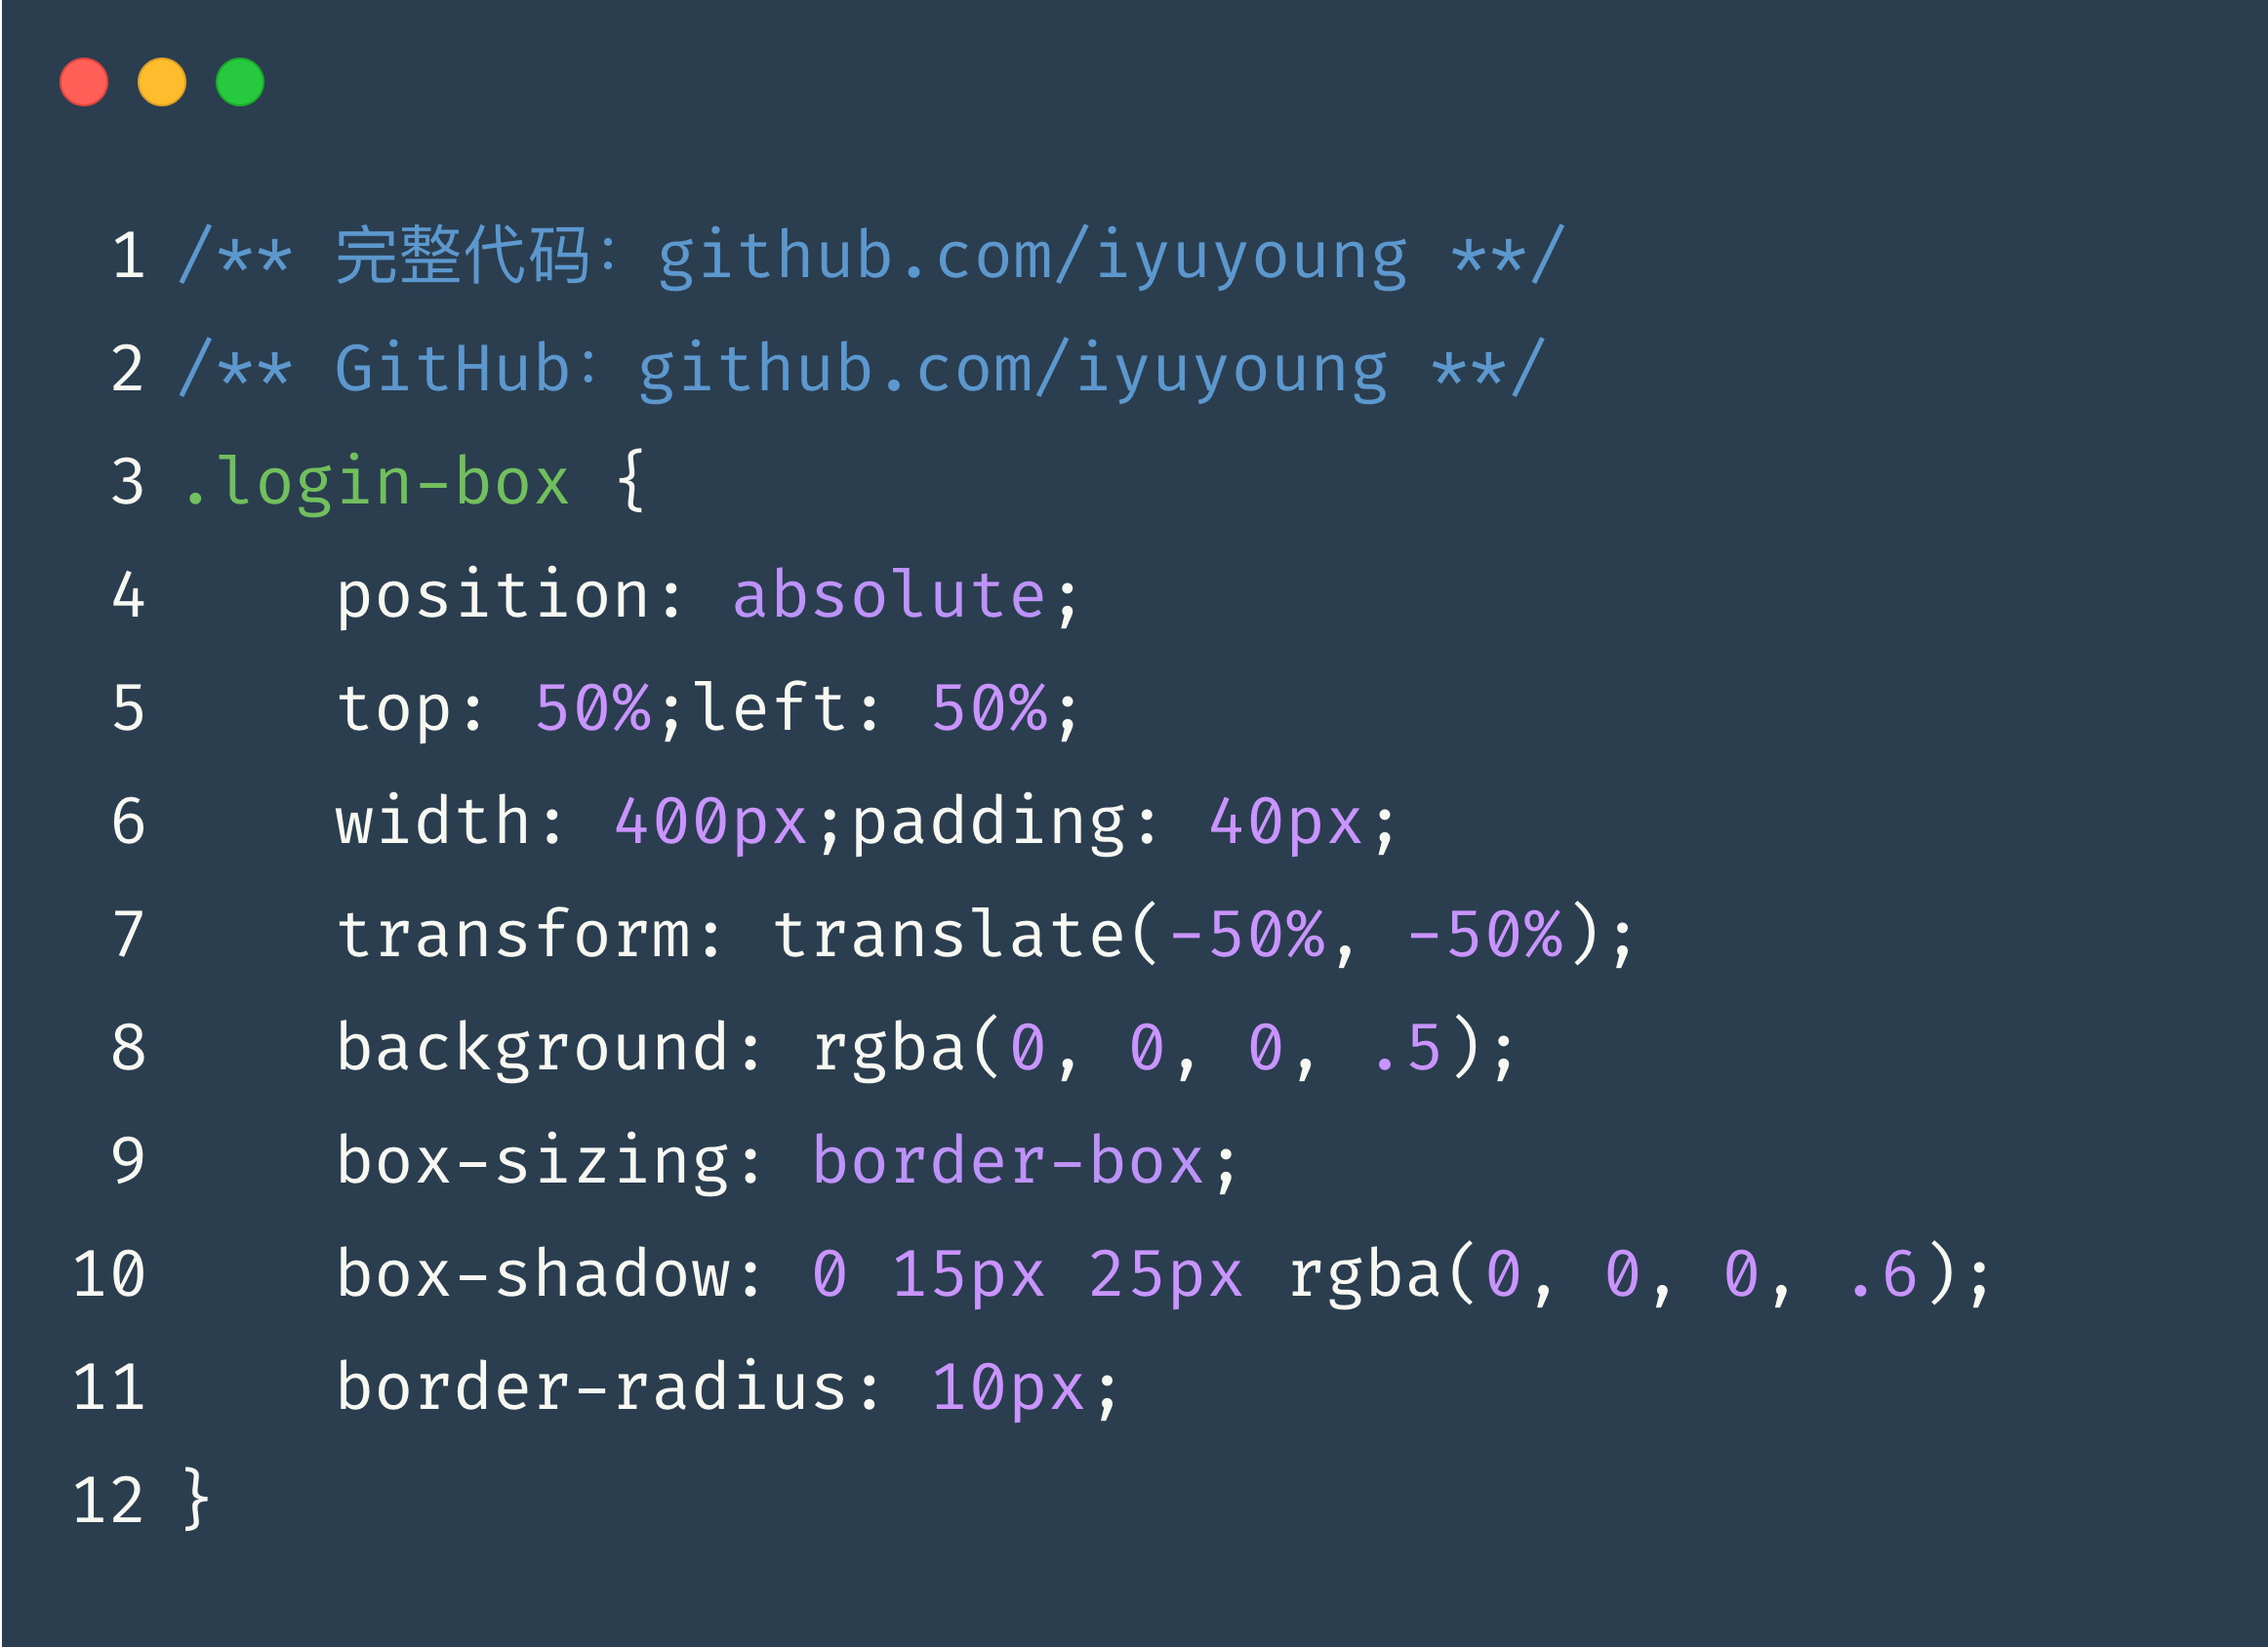 1 /** 完整代码：github.com/iyuyoung **/
2 /** GitHub：github.com/iyuyoung **/
3 .login-box {
4     position: absolute;
5     top: 50%;left: 50%;
6     width: 400px;padding: 40px;
7     transform: translate(-50%, -50%);
8     background: rgba(0, 0, 0, .5);
9     box-sizing: border-box;
10     box-shadow: 0 15px 25px rgba(0, 0, 0, .6);
11     border-radius: 10px;
12 }